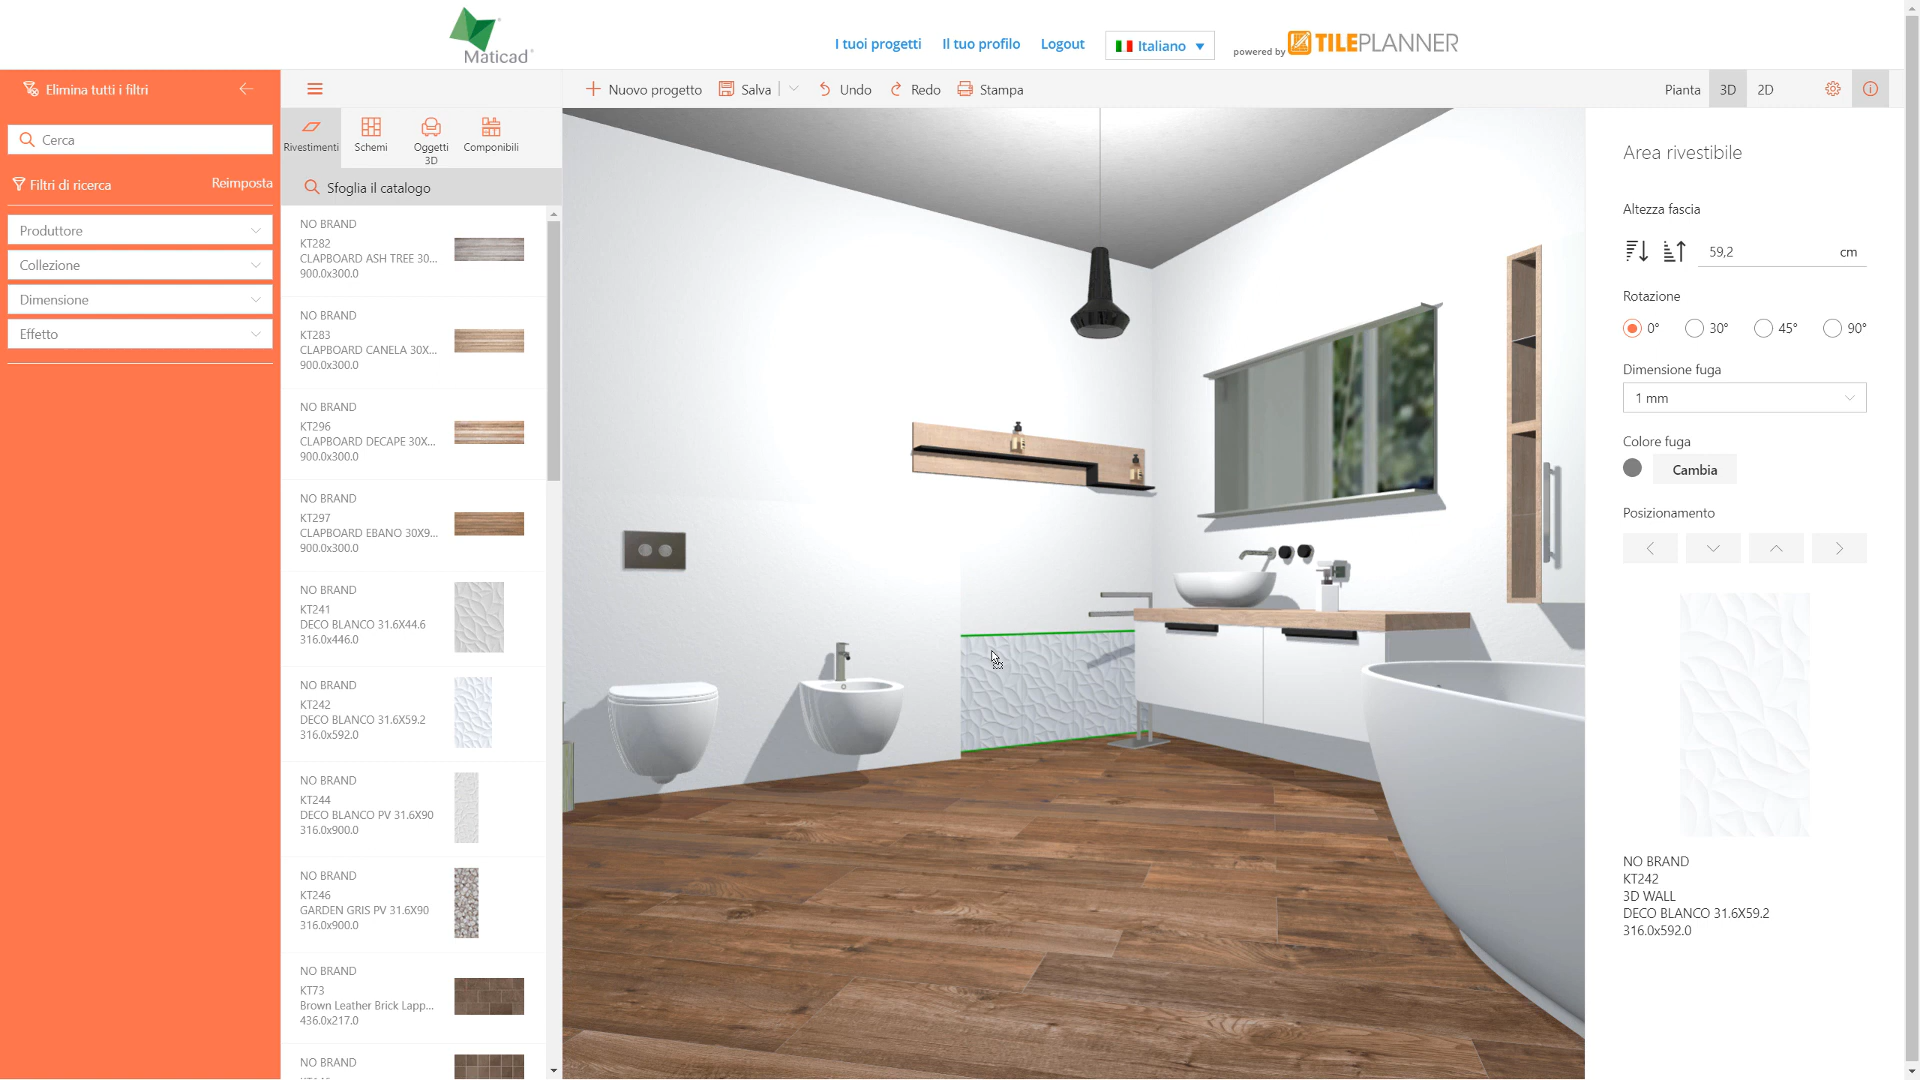 Maticad
I tuoi progetti
Il tuo profilo
Logout
Italiano
powered by TILEPLANNER
Elimina tutti i filtri
Cerca
Filtri di ricerca
Reimposta
Produttore
Collezione
Dimensione
Effetto
Rivestimenti
Schemi
Oggetti
3D
Componibili
Sfoglia il catalogo
NO BRAND
KT282
CLAPBOARD ASH TREE 30...
900.0x300.0
NO BRAND
KT283
CLAPBOARD CANELA 30X...
900.0x300.0
NO BRAND
KT296
CLAPBOARD DECAPE 30X...
900.0x300.0
NO BRAND
KT297
CLAPBOARD EBANO 30X9...
900.0x300.0
NO BRAND
KT241
DECO BLANCO 31.6X44.6
316.0x446.0
NO BRAND
KT242
DECO BLANCO 31.6X59.2
316.0x592.0
NO BRAND
KT244
DECO BLANCO PV 31.6X90
316.0x900.0
NO BRAND
KT246
GARDEN GRIS PV 31.6X90
316.0x900.0
NO BRAND
KT73
Brown Leather Brick Lapp...
436.0x217.0
NO BRAND
Nuovo progetto
Salva
Undo
Redo
Stampa
Pianta
3D
2D
Area rivestibile
Altezza fascia
59,2 cm
Rotazione
0° 30° 45° 90°
Dimensione fuga
1 mm
Colore fuga
Cambia
Posizionamento
NO BRAND
KT242
3D WALL
DECO BLANCO 31.6X59.2
316.0x592.0